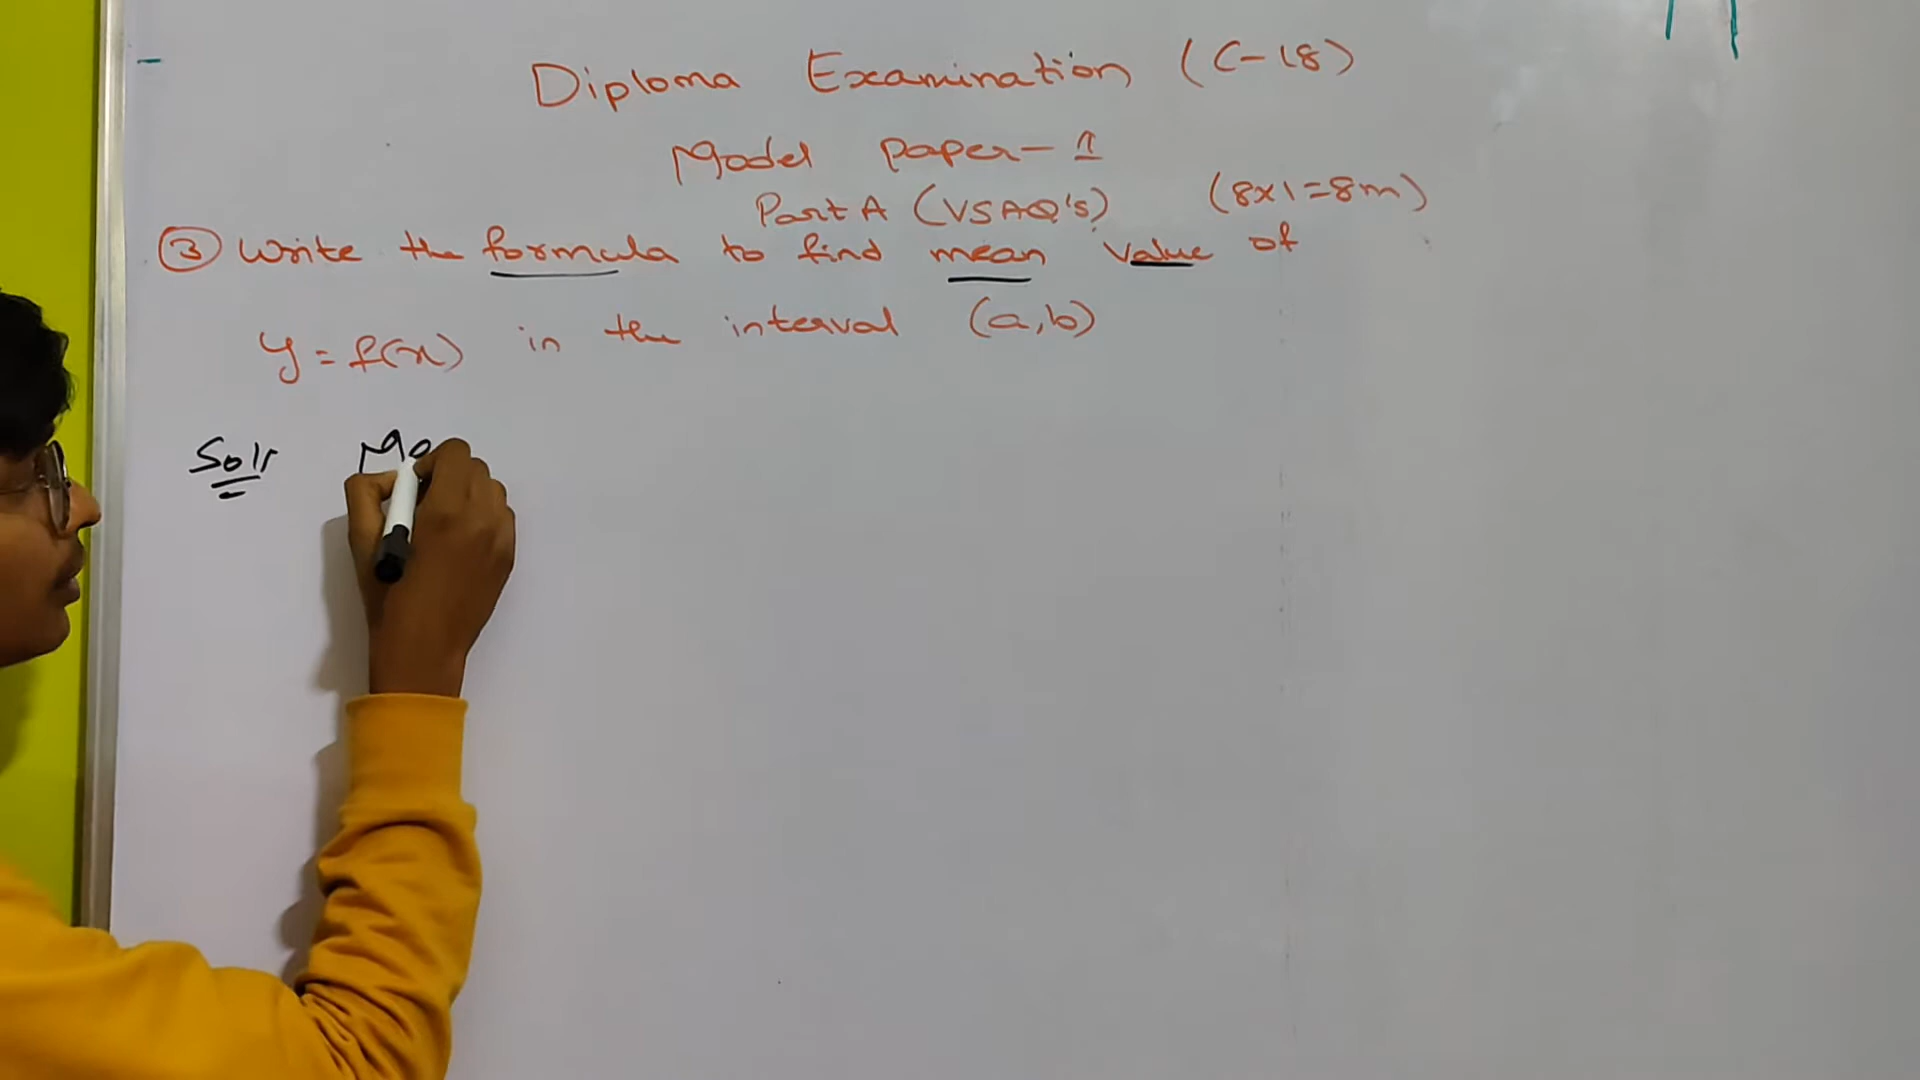 Diploma Examination (C-18)
Model paper-1
Part A (VSAQ's) (8x1=8m)
③ Write the formula to find mean value of
y = f(x) in the interval (a,b)
Sol: